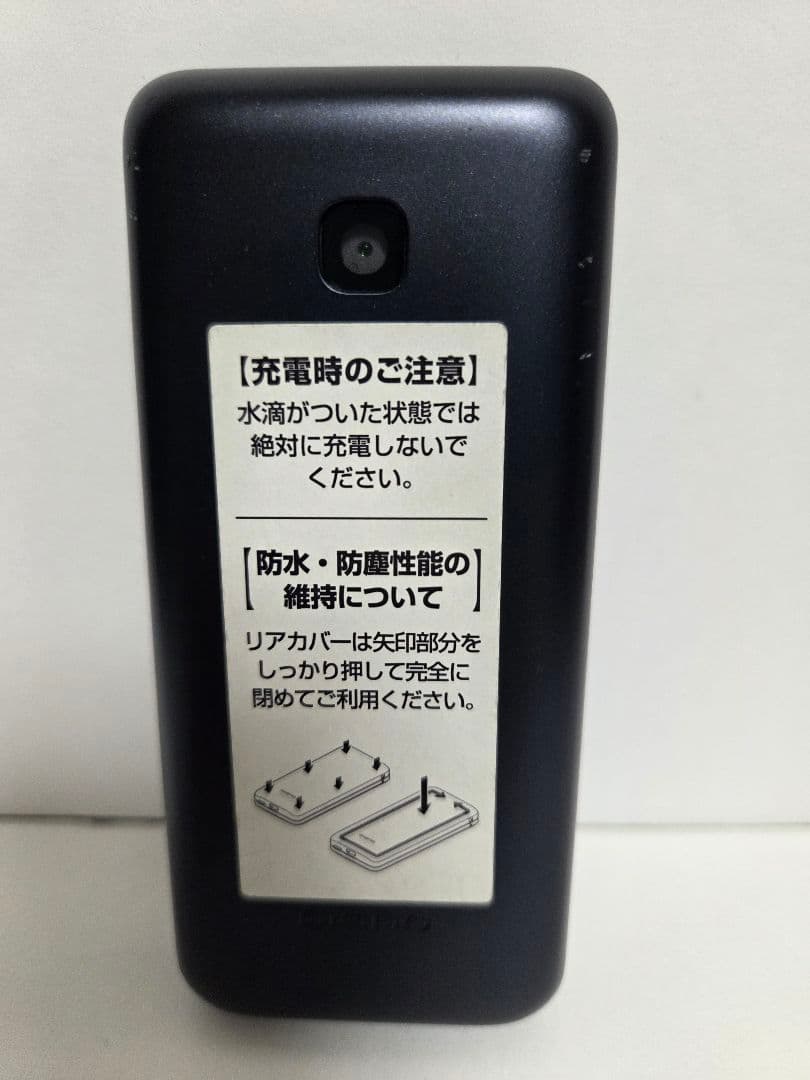 【充電時のご注意】
水滴がついた状態では
絶対に充電しないで
ください。
【防水・防塵性能の
維持について】
リアカバーは矢印部分を
しっかり押して完全に
閉めてご利用ください。